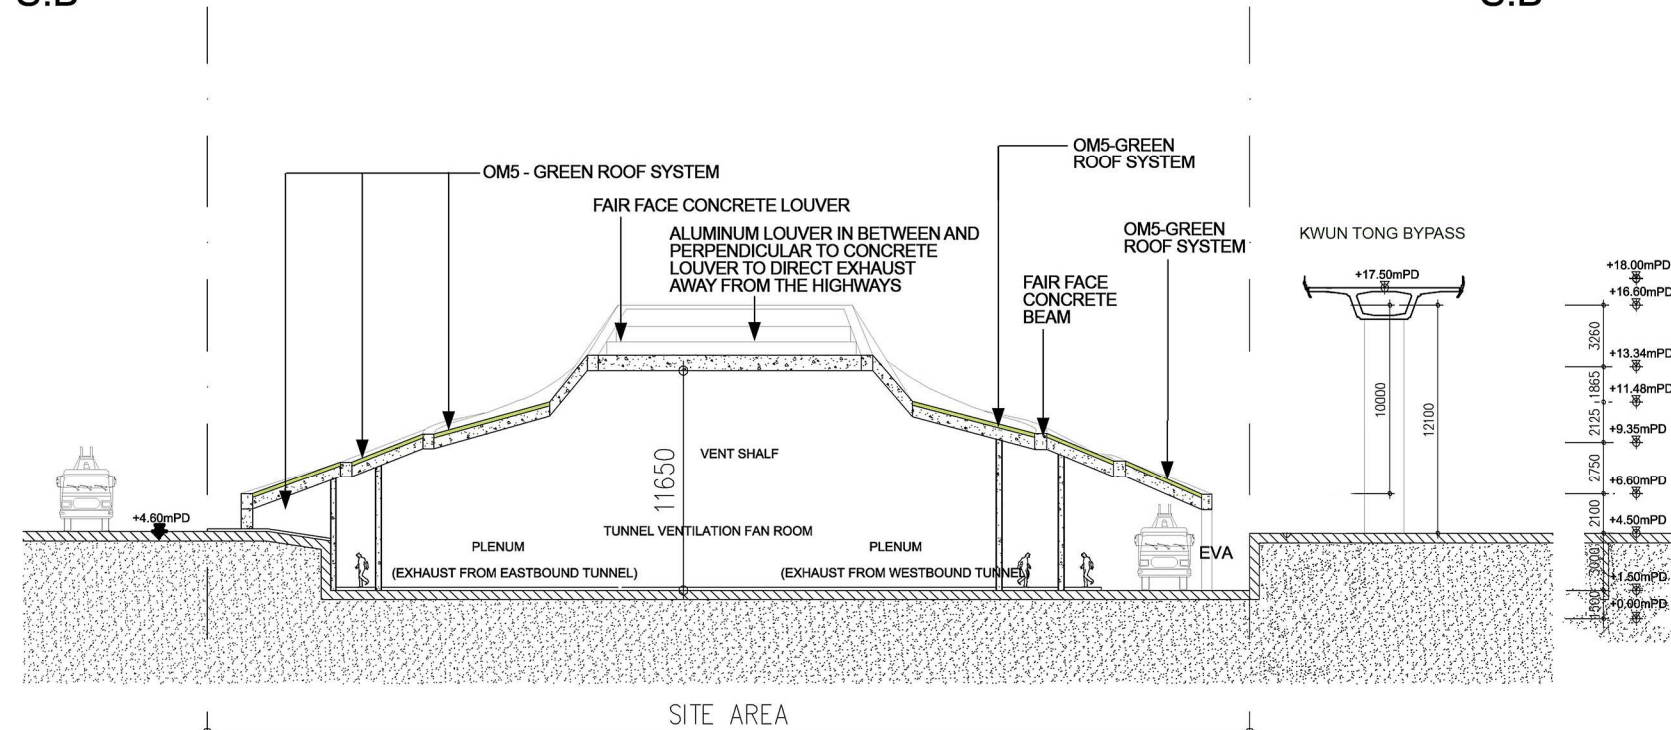 OM5-GREEN
ROOF SYSTEM
OM5 - GREEN ROOF SYSTEM
FAIR FACE CONCRETE LOUVER
ALUMINUM LOUVER IN BETWEEN AND
PERPENDICULAR TO CONCRETE
LOUVER TO DIRECT EXHAUST
AWAY FROM THE HIGHWAYS
OM5-GREEN
ROOF SYSTEM
KWUN TONG BYPASS
FAIR FACE
CONCRETE
BEAM
+17.50mPD
+18.00mPD
+16.60mPD
3260
+13.34mPD
1865
+11.48mPD
2125
+9.35mPD
2750
+6.60mPD
2100
+4.50mPD
3000
+1.50mPD
1500
+0.00mPD
10000
12100
11650
VENT SHALF
+4.60mPD
TUNNEL VENTILATION FAN ROOM
PLENUM
(EXHAUST FROM EASTBOUND TUNNEL)
PLENUM
(EXHAUST FROM WESTBOUND TUNNEL
EVA
SITE AREA